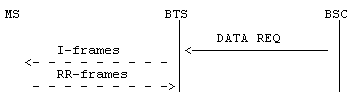 MS BTS BSC
DATA REQ
I-frames
RR-frames